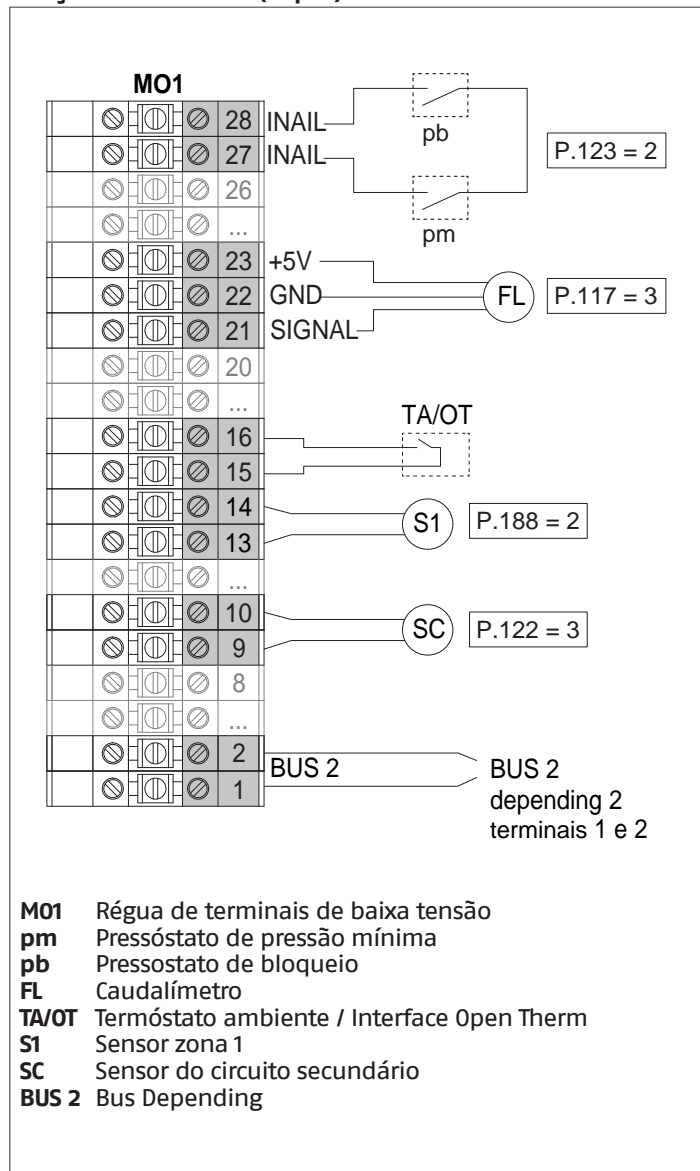 MO1
28 INAIL
pb
27 INAIL
P.123 = 2
26
pm
...
23 +5V
22 GND
FL
P.117 = 3
21 SIGNAL
20
...
TA/OT
16
15
14
S1
P.188 = 2
13
...
10
SC
P.122 = 3
9
8
...
2
BUS 2
BUS 2
1
depending 2
terminais 1 e 2
M01 Régua de terminais de baixa tensão
pm Pressóstato de pressão mínima
pb Pressostato de bloqueio
FL Caudalímetro
TA/OT Termóstato ambiente / Interface Open Therm
S1 Sensor zona 1
SC Sensor do circuito secundário
BUS 2 Bus Depending